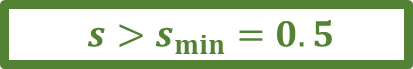 s > s_min = 0.5